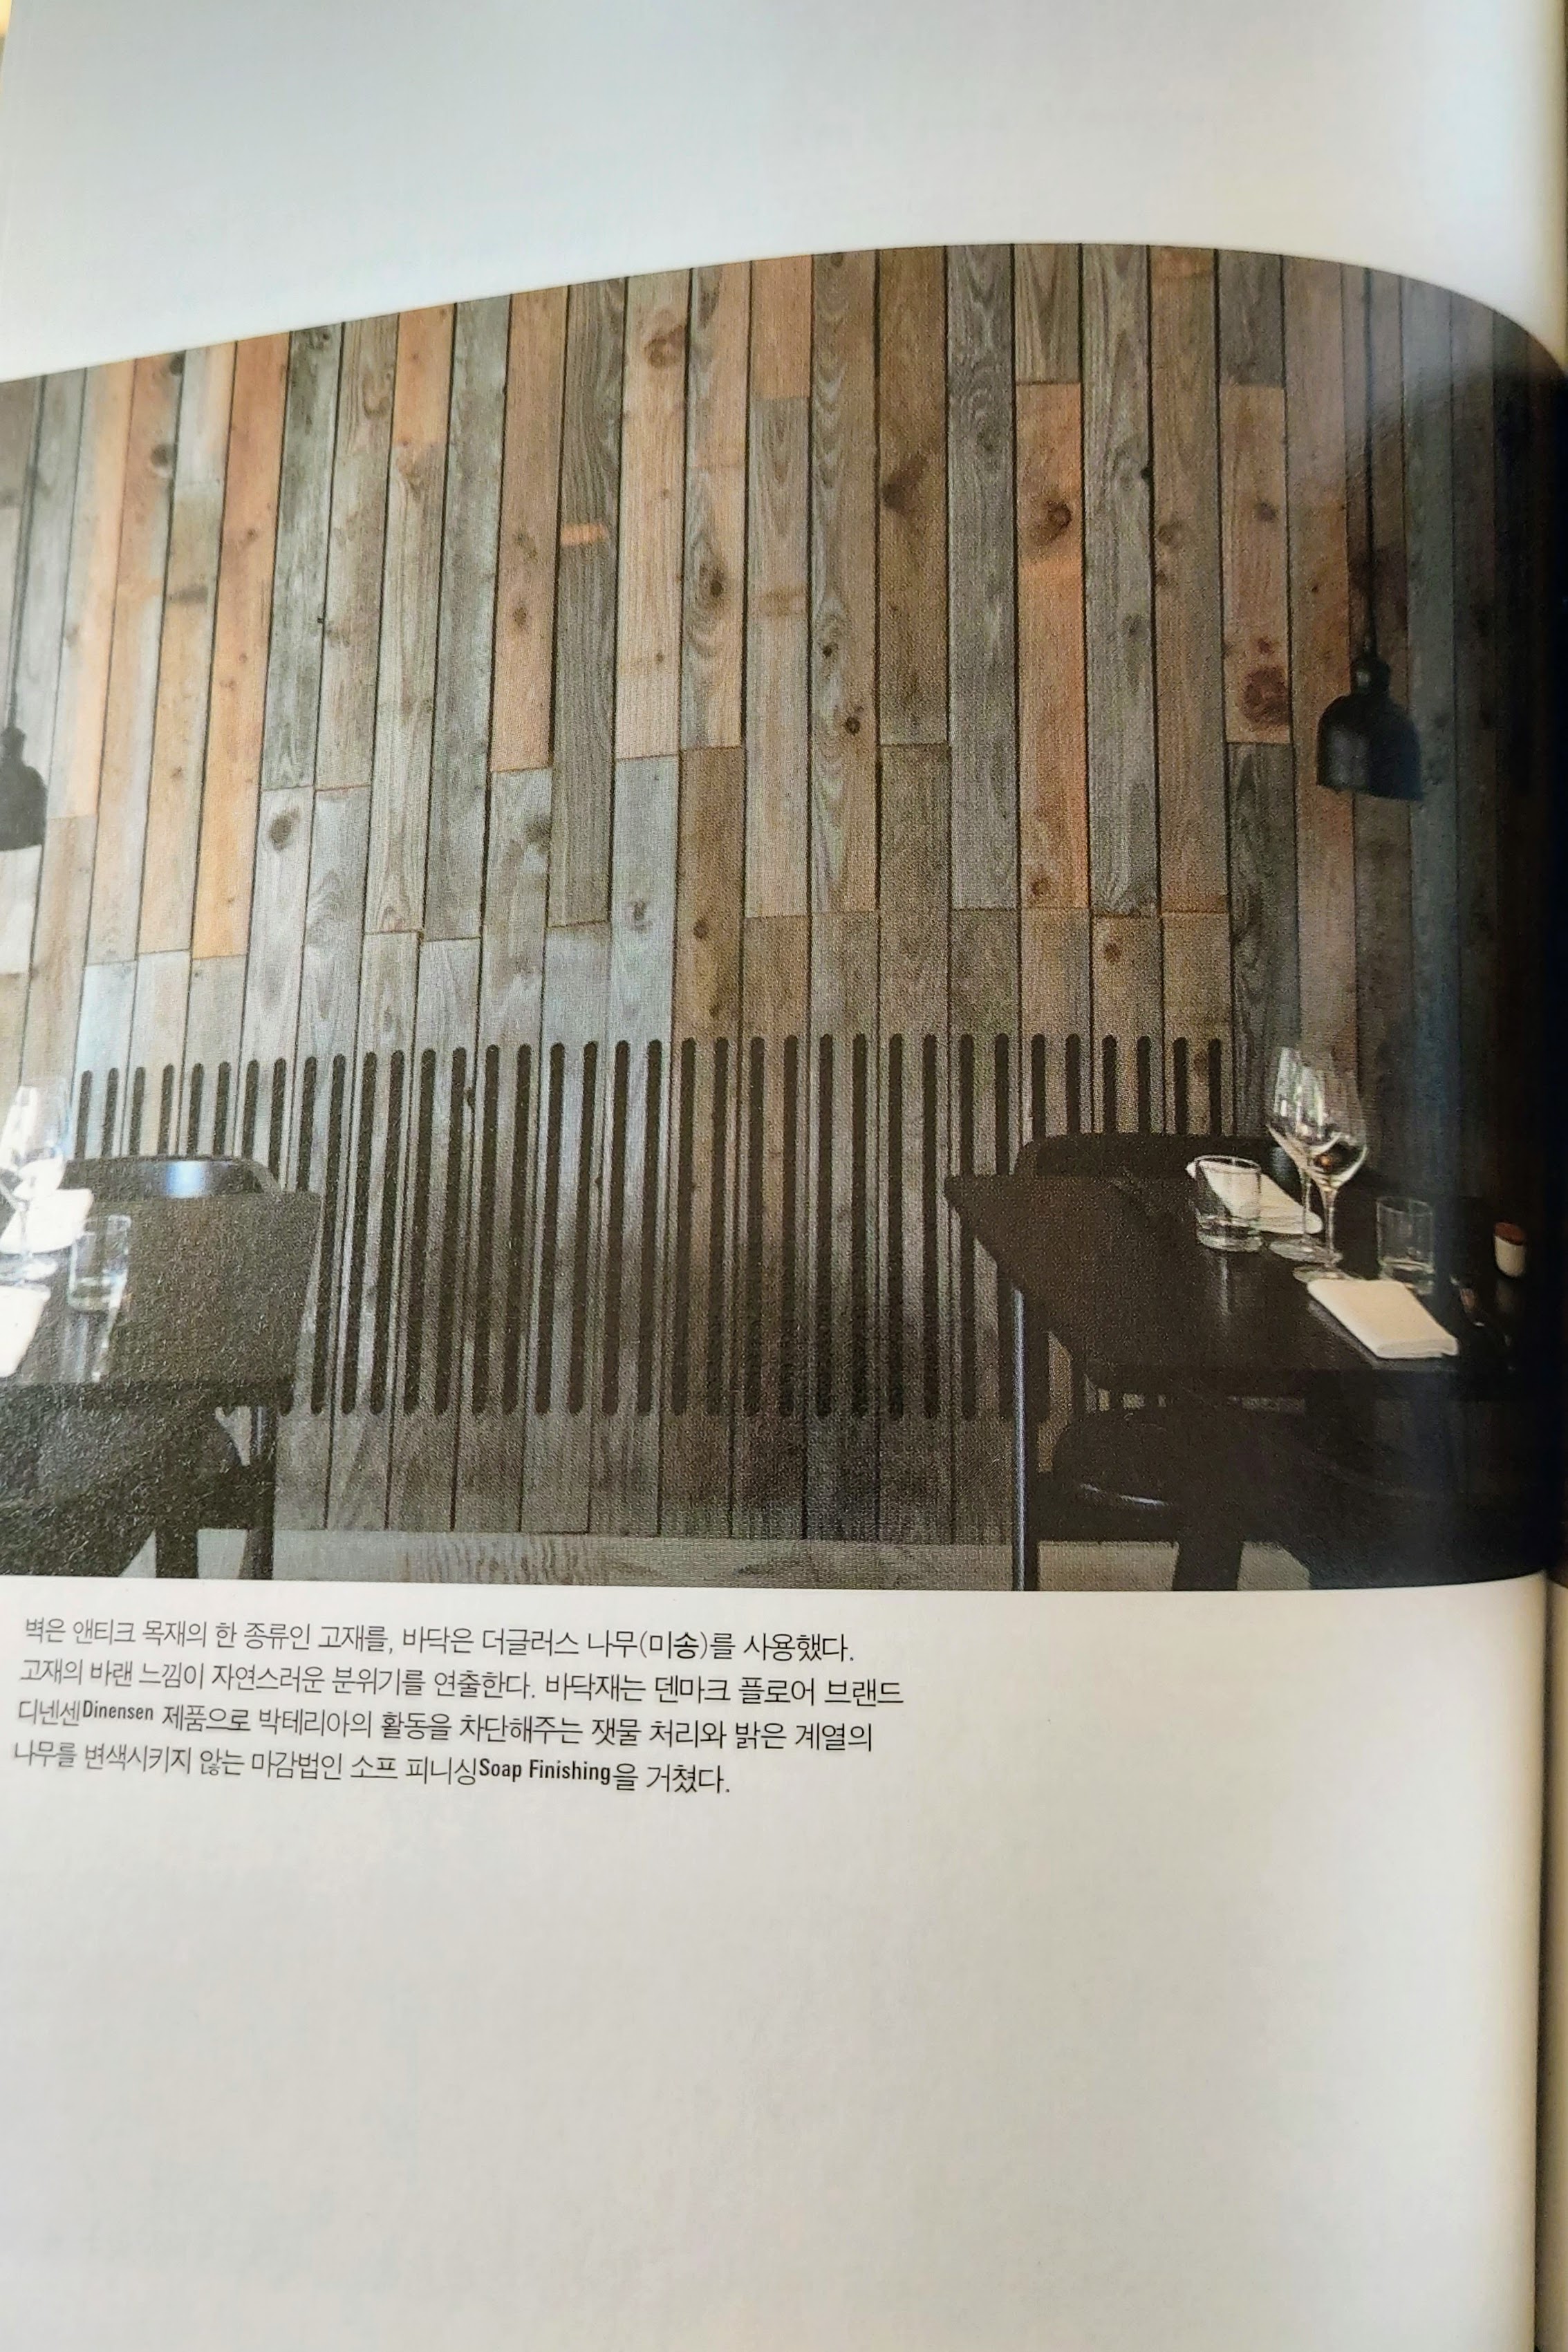 벽은 앤티크 목재의 한 종류인 고재를, 바닥은 더글러스 나무(미송)를 사용했다.
고재의 바랜 느낌이 자연스러운 분위기를 연출한다. 바닥재는 덴마크 플로어 브랜드
디넨센Dinensen 제품으로 박테리아의 활동을 차단해주는 잿물 처리와 밝은 계열의
나무를 변색시키지 않는 마감법인 소프 피니싱Soap Finishing을 거쳤다.